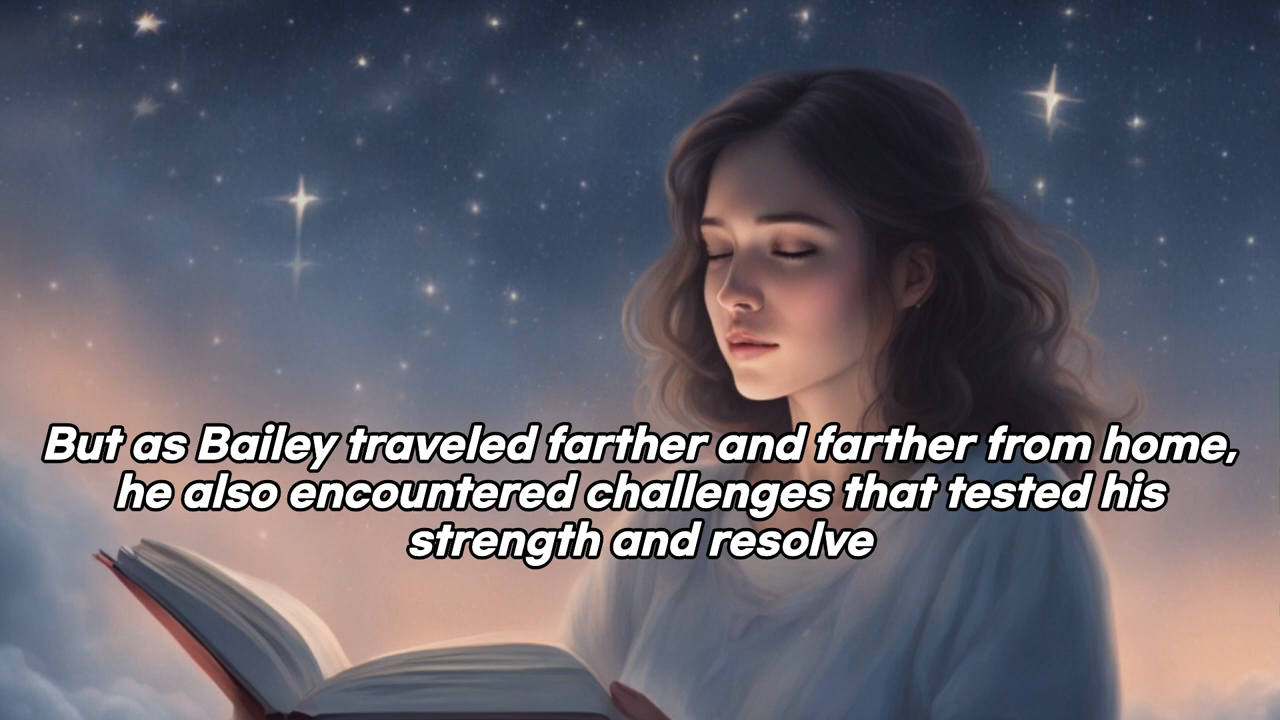 But as Bailey traveled farther and farther from home,
he also encountered challenges that tested his
strength and resolve